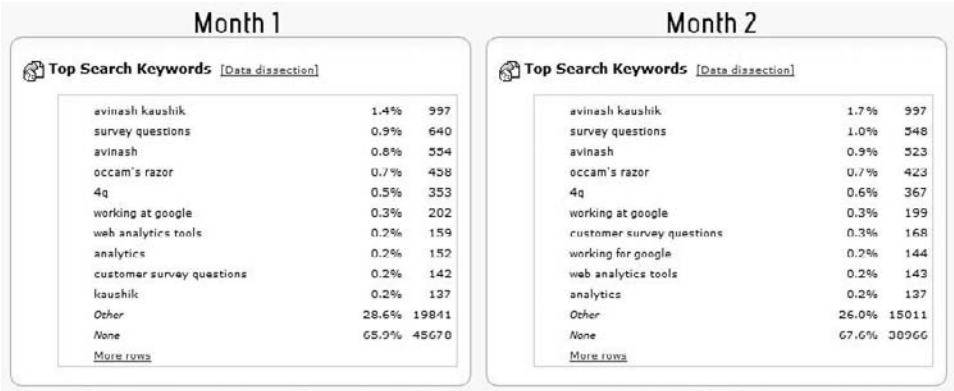 Month 1
Top Search Keywords [Data dissection]
avinash kaushik 1.4% 997
survey questions 0.9% 640
avinash 0.8% 554
occam's razor 0.7% 458
4q 0.5% 353
working at google 0.3% 202
web analytics tools 0.2% 159
analytics 0.2% 152
customer survey questions 0.2% 142
kaushik 0.2% 137
Other 28.6% 19841
None 65.9% 45678
More rows
Month 2
Top Search Keywords [Data dissection]
avinash kaushik 1.7% 997
survey questions 1.0% 548
avinash 0.9% 523
occam's razor 0.7% 423
4q 0.6% 367
working at google 0.3% 199
customer survey questions 0.3% 168
working for google 0.2% 144
web analytics tools 0.2% 143
analytics 0.2% 137
Other 26.0% 15011
None 67.6% 38966
More rows